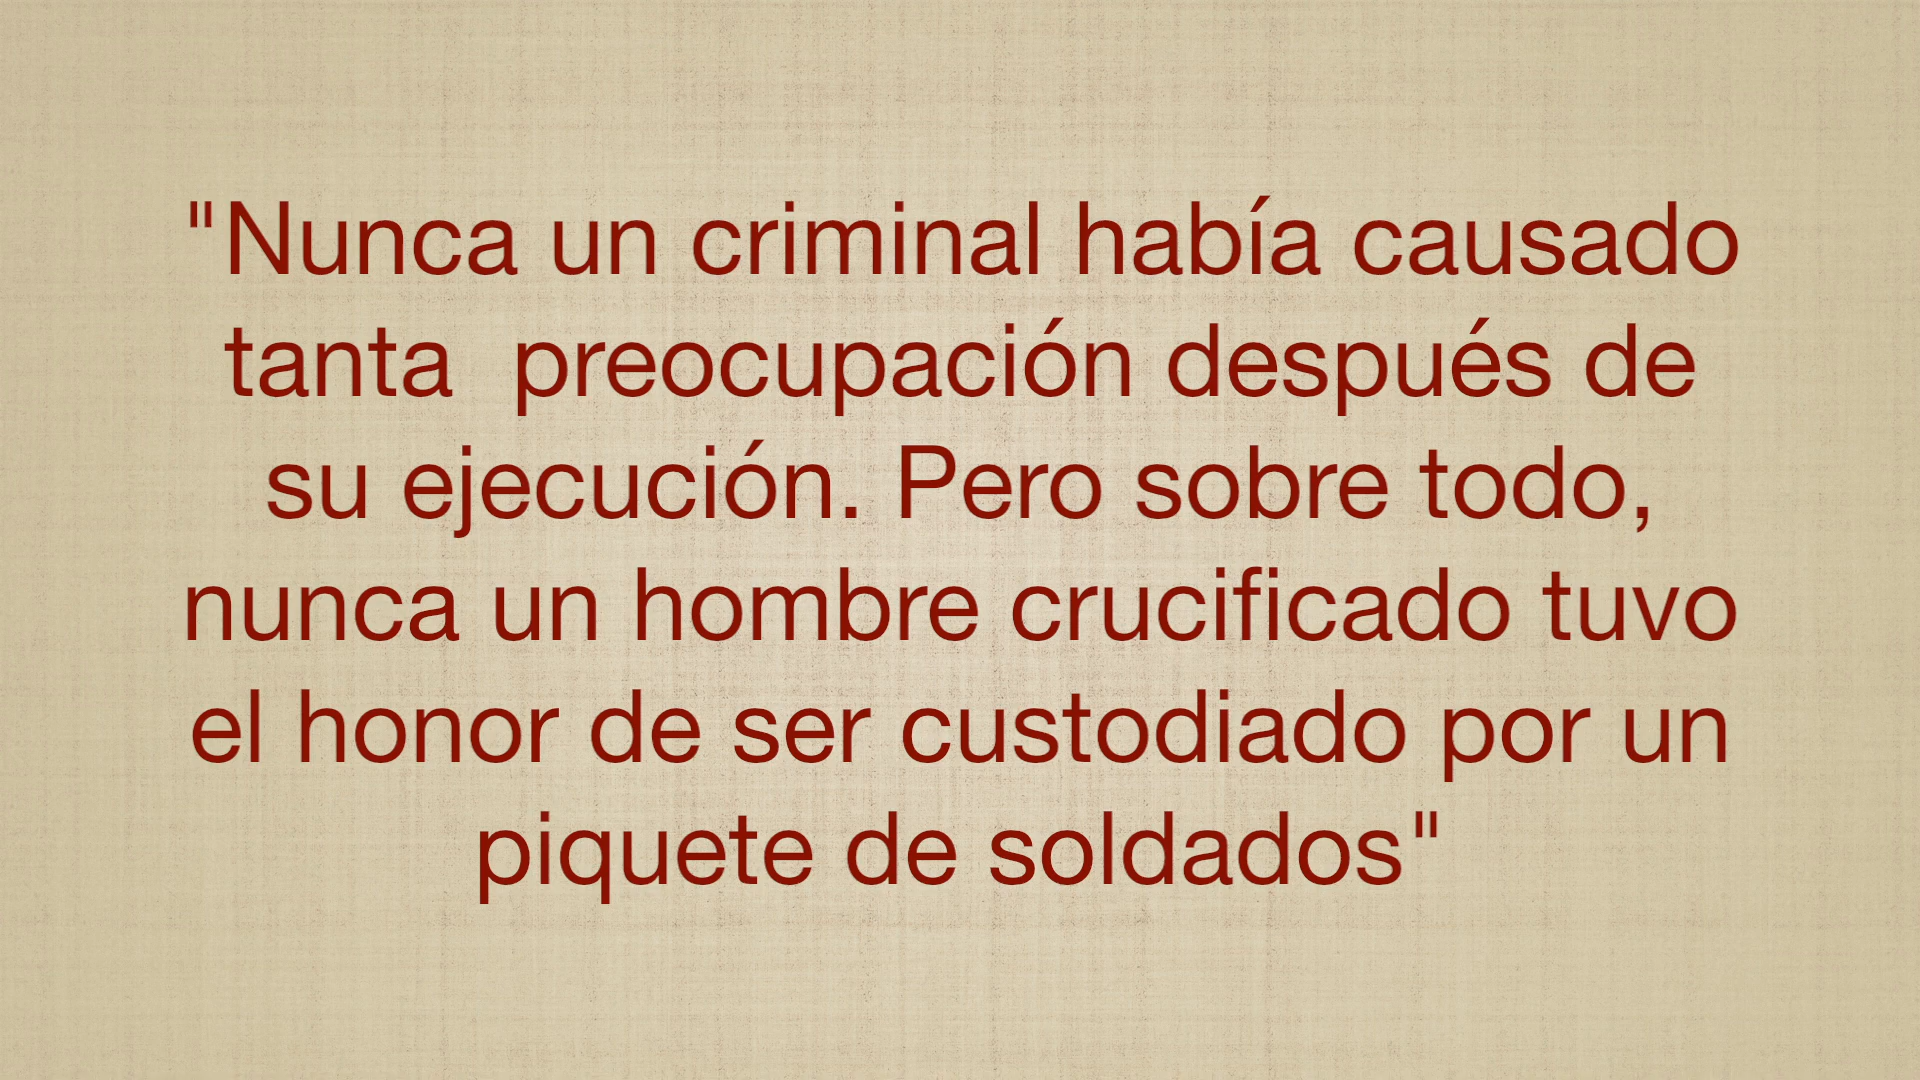 "Nunca un criminal había causado
tanta  preocupación después de
su ejecución. Pero sobre todo,
nunca un hombre crucificado tuvo
el honor de ser custodiado por un
piquete de soldados"